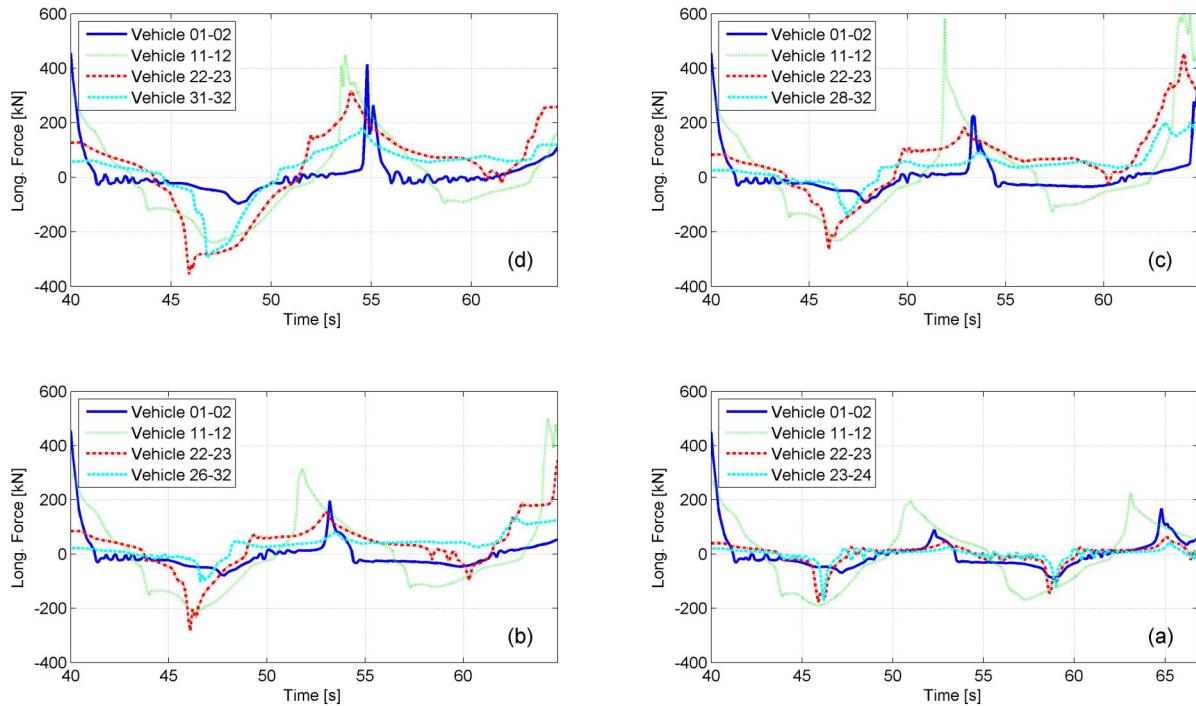 600
400
200
0
-200
-400
Long. Force [kN]
Vehicle 01-02
Vehicle 11-12
Vehicle 22-23
Vehicle 31-32
(d)
40 45 50 55 60
Time [s]
600
400
200
0
-200
-400
Long. Force [kN]
Vehicle 01-02
Vehicle 11-12
Vehicle 22-23
Vehicle 28-32
(c)
40 45 50 55 60
Time [s]
600
400
200
0
-200
-400
Long. Force [kN]
Vehicle 01-02
Vehicle 11-12
Vehicle 22-23
Vehicle 26-32
(b)
40 45 50 55 60
Time [s]
600
400
200
0
-200
-400
Long. Force [kN]
Vehicle 01-02
Vehicle 11-12
Vehicle 22-23
Vehicle 23-24
(a)
40 45 50 55 60 65
Time [s]